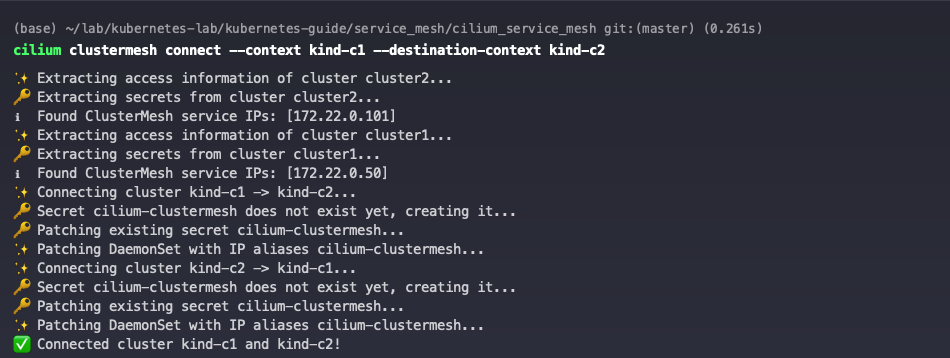 (base) ~/lab/kubernetes-lab/kubernetes-guide/service_mesh/cilium_service_mesh git:(master) (0.261s)
cilium clustermesh connect --context kind-c1 --destination-context kind-c2
✨ Extracting access information of cluster cluster2...
🔑 Extracting secrets from cluster cluster2...
ℹ️ Found ClusterMesh service IPs: [172.22.0.101]
✨ Extracting access information of cluster cluster1...
🔑 Extracting secrets from cluster cluster1...
ℹ️ Found ClusterMesh service IPs: [172.22.0.50]
✨ Connecting cluster kind-c1 -> kind-c2...
🔑 Secret cilium-clustermesh does not exist yet, creating it...
🔑 Patching existing secret cilium-clustermesh...
✨ Patching DaemonSet with IP aliases cilium-clustermesh...
✨ Connecting cluster kind-c2 -> kind-c1...
🔑 Secret cilium-clustermesh does not exist yet, creating it...
🔑 Patching existing secret cilium-clustermesh...
✨ Patching DaemonSet with IP aliases cilium-clustermesh...
✅ Connected cluster kind-c1 and kind-c2!